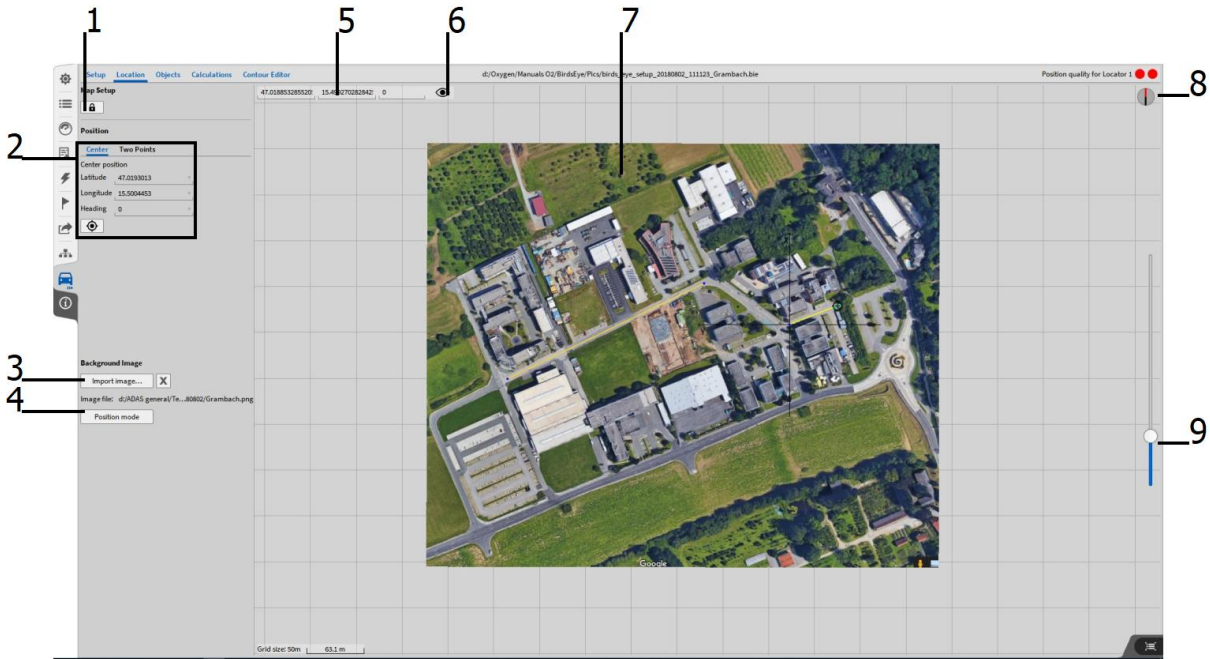 1
5
6
7
Setup Location Objects Calculations Contour Editor
d:/Oxygen/Manuals O2/BirdsEye/Pics/birds_eye_setup_20180802_111123_Grambach.bie
Position quality for Locator 1
Map Setup
47.018853285520
0
8
Position
2
Center Two Points
Center position
Latitude 47.0193013
Longitude 15.5004453
Heading 0
Background Image
3
Import image... X
4
Image file: d:/ADAS general/Te...80802/Grambach.png
Position mode
9
Google
Grid size: 50m 63.1 m